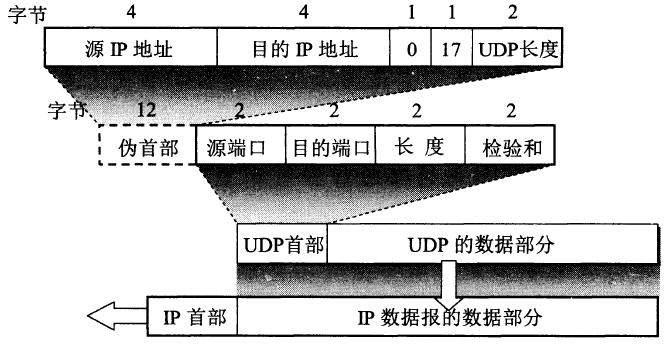 字节 4 4 1 1 2
源 IP 地址 目的 IP 地址 0 17 UDP长度
字节 12 2 2 2 2
伪首部 源端口 目的端口 长 度 检验和
UDP首部 UDP 的数据部分
IP 首部 IP 数据报的数据部分